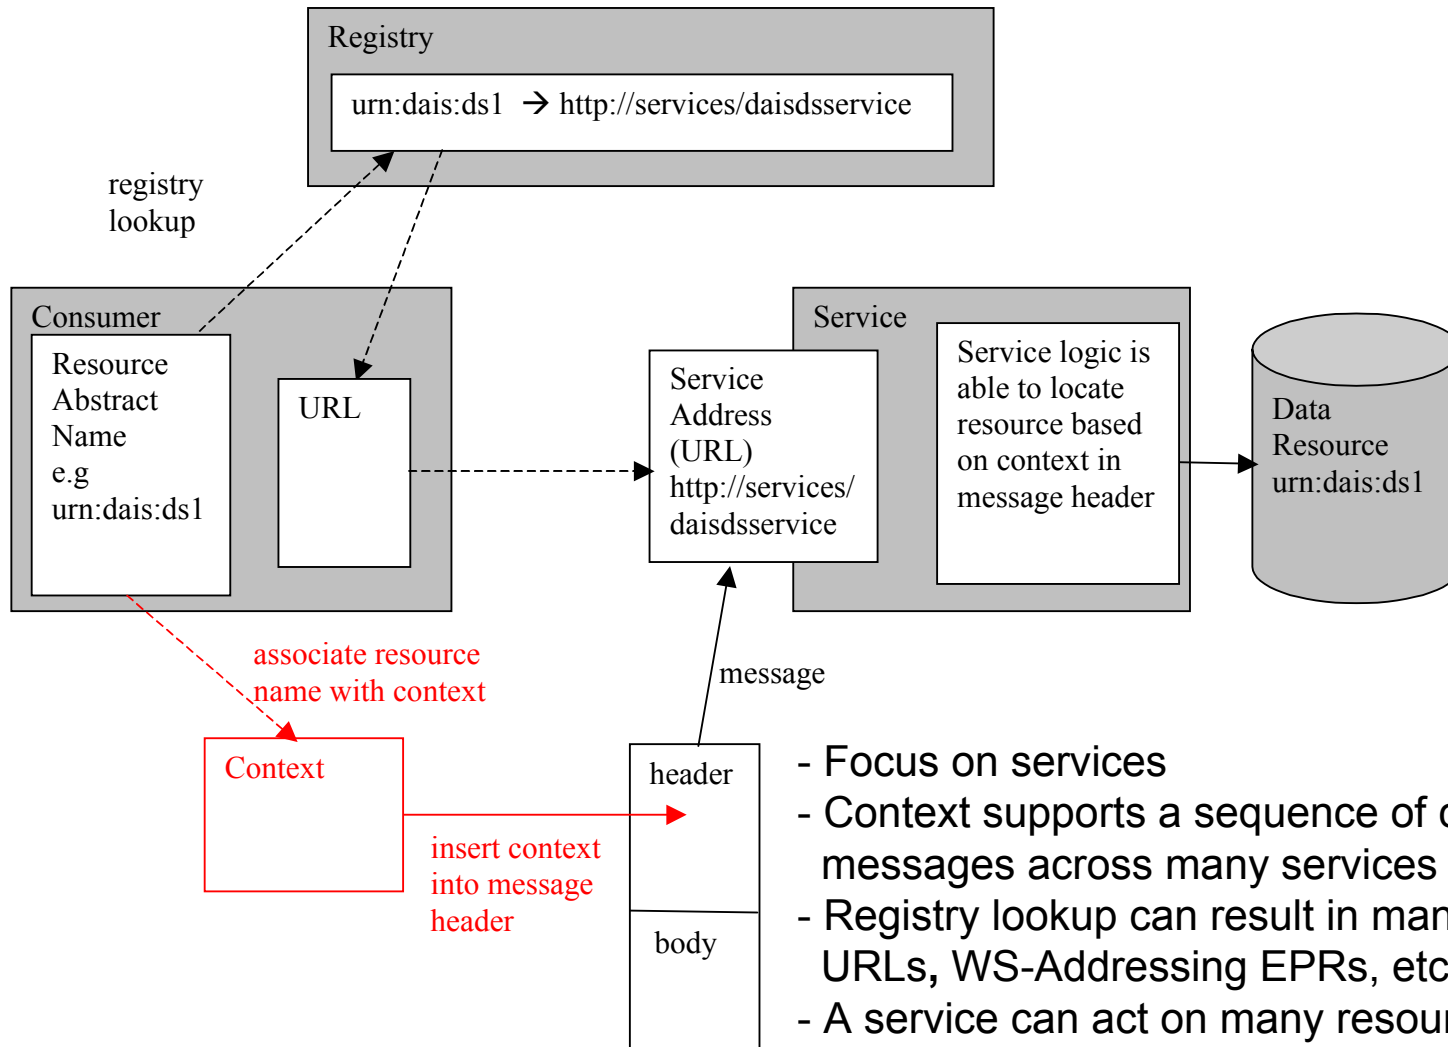 Registry
urn:dais:ds1 → http://services/daisdsservice
registry
lookup
Consumer
Resource
Abstract
Name
e.g
urn:dais:ds1
URL
Service
Service
Address
(URL)
http://services/
daisdsservice
Service logic is
able to locate
resource based
on context in
message header
Data
Resource
urn:dais:ds1
associate resource
name with context
message
Context
insert context
into message
header
header
body
- Focus on services
- Context supports a sequence of
messages across many services
- Registry lookup can result in
URLs, WS-Addressing EPRs, etc
- A service can act on many